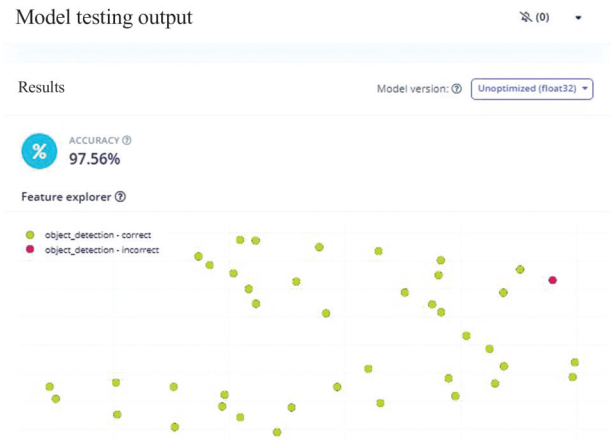 Model testing output
(0)
Results
Model version:
Unoptimized (float32)
%
ACCURACY
97.56%
Feature explorer
object_detection - correct
object_detection - incorrect